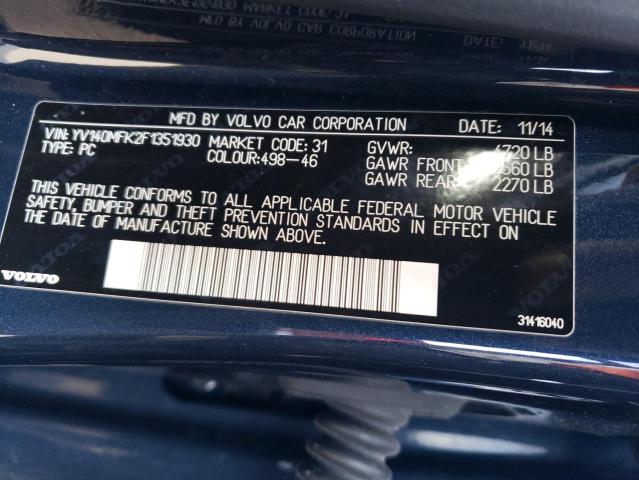 MFD BY VOLVO CAR CORPORATION DATE: 11/14
VIN: YV140MFK2F1351930 MARKET CODE: 31 GVWR: 4720 LB
TYPE: PC COLOUR:498-46 GAWR FRONT: 2560 LB
GAWR REAR: 2270 LB
THIS VEHICLE CONFORMS TO ALL APPLICABLE FEDERAL MOTOR VEHICLE
SAFETY, BUMPER AND THEFT PREVENTION STANDARDS IN EFFECT ON
THE DATE OF MANUFACTURE SHOWN ABOVE.
VOLVO
31416040